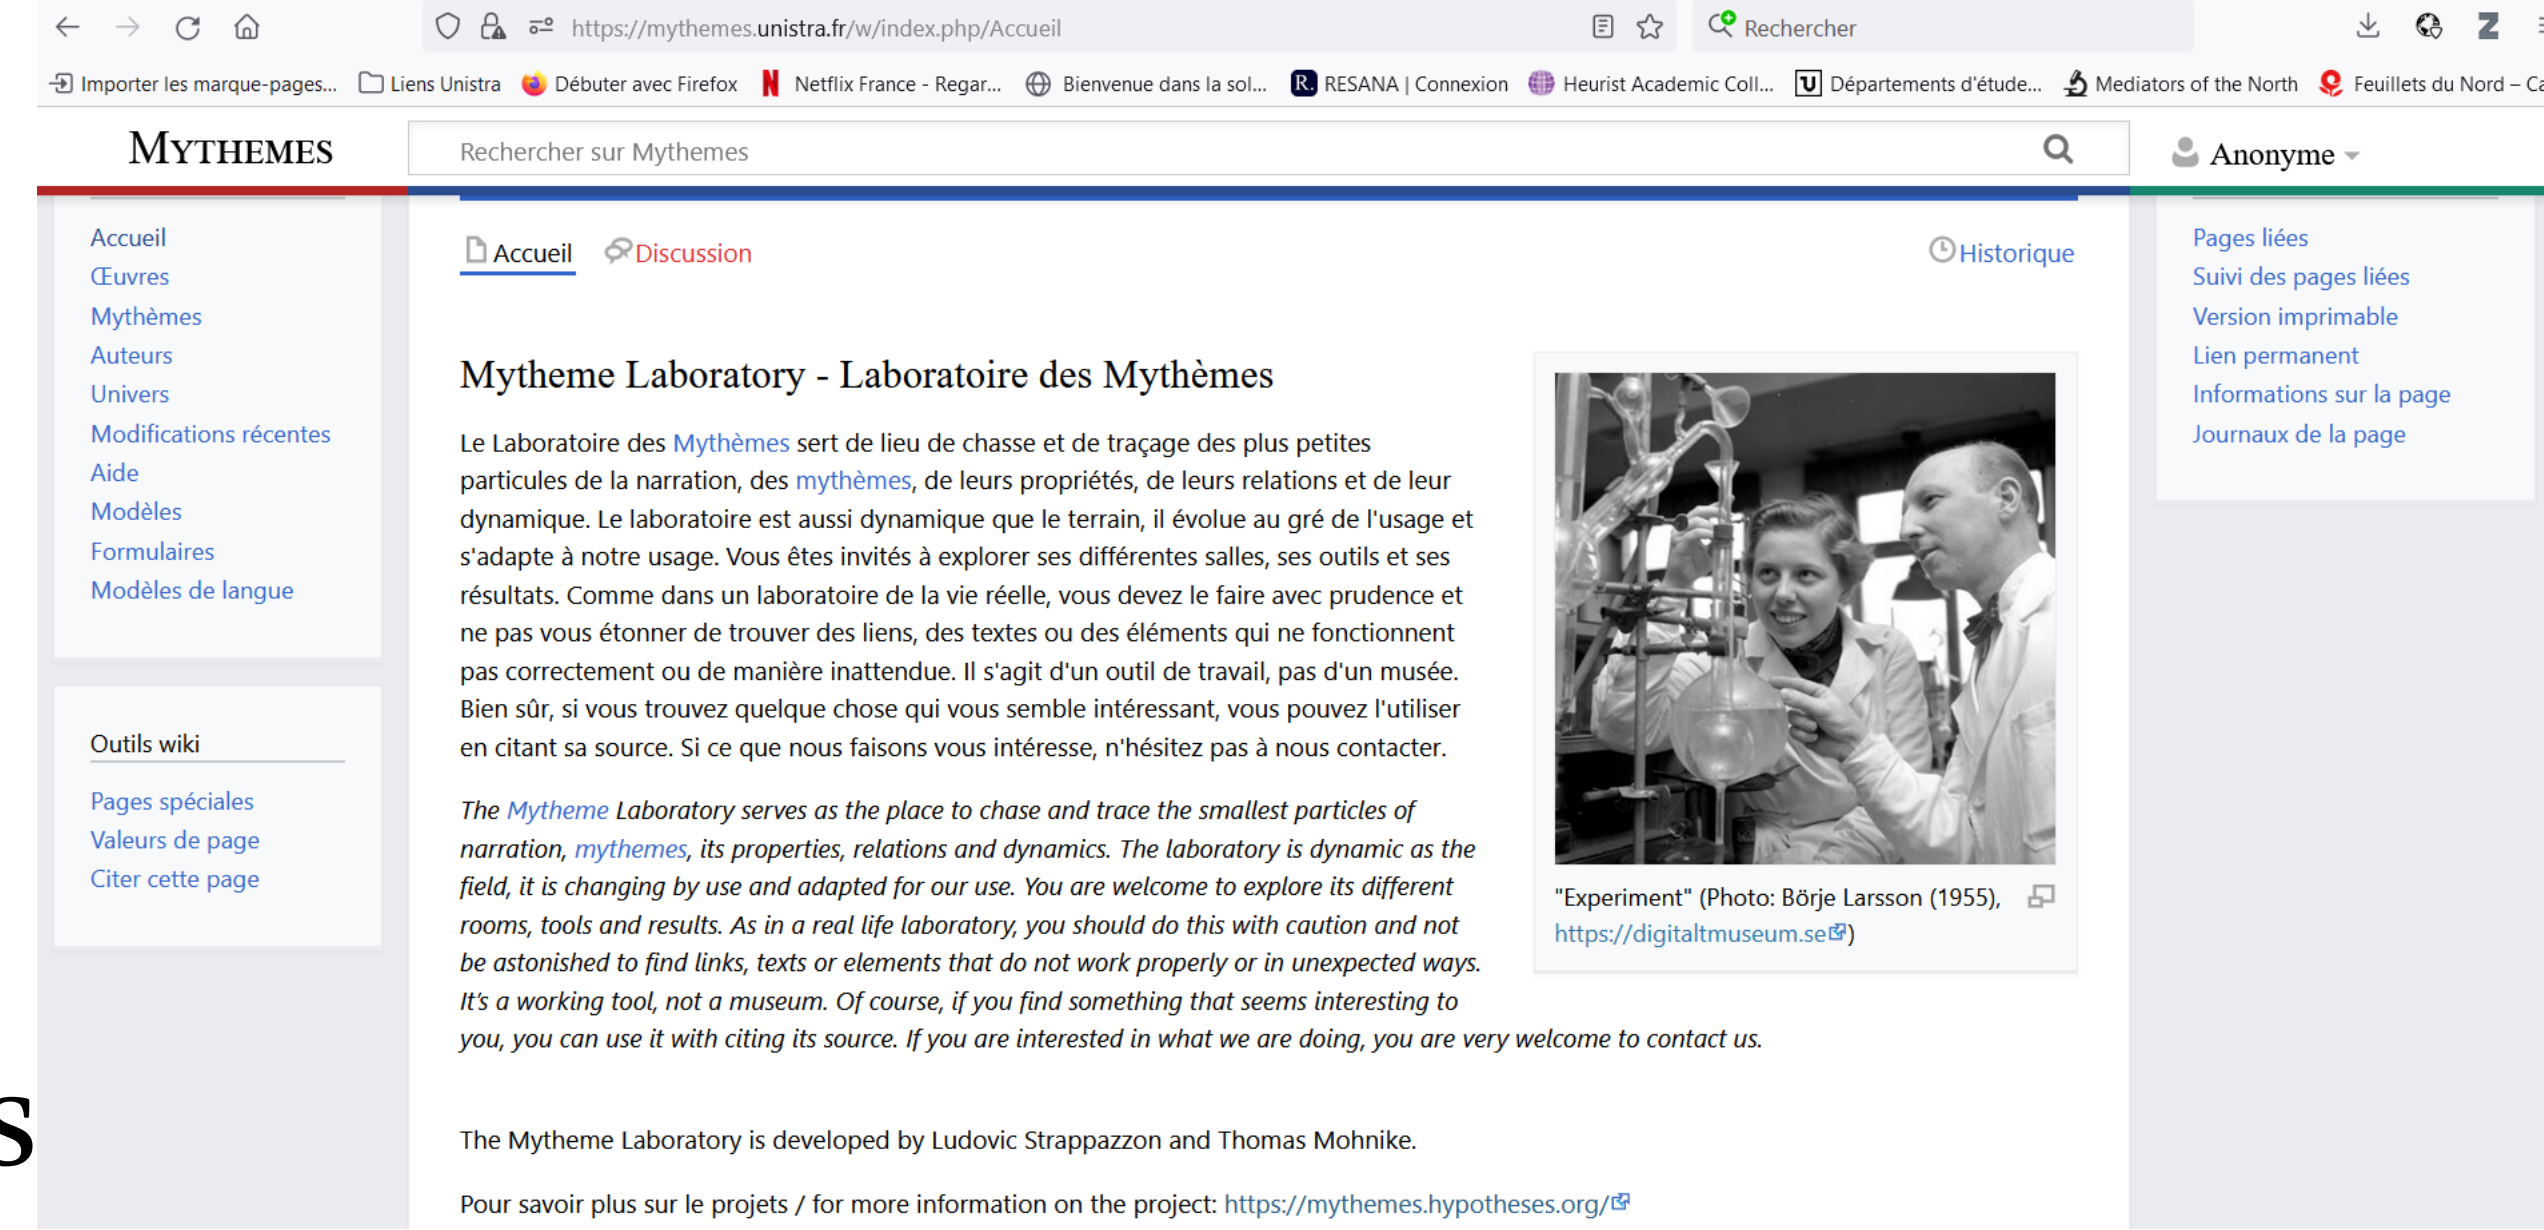 https://mythemes.unistra.fr/w/index.php/Accueil
Rechercher
Importer les marque-pages...
Liens Unistra
Débuter avec Firefox
Netflix France - Regar...
Bienvenue dans la sol...
RESANA | Connexion
Heurist Academic Coll...
Départements d'étude...
Mediators of the North
Feuillets du Nord – Ca
MYTHEMES
Rechercher sur Mythemes
Anonyme
Accueil
Œuvres
Mythèmes
Auteurs
Univers
Modifications récentes
Aide
Modèles
Formulaires
Modèles de langue
Outils wiki
Pages spéciales
Valeurs de page
Citer cette page
Accueil
Discussion
Historique
Mytheme Laboratory - Laboratoire des Mythèmes
Le Laboratoire des Mythèmes sert de lieu de chasse et de traçage des plus petites
particules de la narration, des mythèmes, de leurs propriétés, de leurs relations et de leur
dynamique. Le laboratoire est aussi dynamique que le terrain, il évolue au gré de l'usage et
s'adapte à notre usage. Vous êtes invités à explorer ses différentes salles, ses outils et ses
résultats. Comme dans un laboratoire de la vie réelle, vous devez le faire avec prudence et
ne pas vous étonner de trouver des liens, des textes ou des éléments qui ne fonctionnent
pas correctement ou de manière inattendue. Il s'agit d'un outil de travail, pas d'un musée.
Bien sûr, si vous trouvez quelque chose qui vous semble intéressant, vous pouvez l'utiliser
en citant sa source. Si ce que nous faisons vous intéresse, n'hésitez pas à nous contacter.
The Mytheme Laboratory serves as the place to chase and trace the smallest particles of
narration, mythemes, its properties, relations and dynamics. The laboratory is dynamic as the
field, it is changing by use and adapted for our use. You are welcome to explore its different
rooms, tools and results. As in a real life laboratory, you should do this with caution and not
be astonished to find links, texts or elements that do not work properly or in unexpected ways.
It's a working tool, not a museum. Of course, if you find something that seems interesting to
you, you can use it with citing its source. If you are interested in what we are doing, you are very welcome to contact us.
The Mytheme Laboratory is developed by Ludovic Strappazzon and Thomas Mohnike.
Pour savoir plus sur le projets / for more information on the project: https://mythemes.hypotheses.org/
"Experiment" (Photo: Börje Larsson (1955),
https://digitaltmuseum.se)
Pages liées
Suivi des pages liées
Version imprimable
Lien permanent
Informations sur la page
Journaux de la page
s